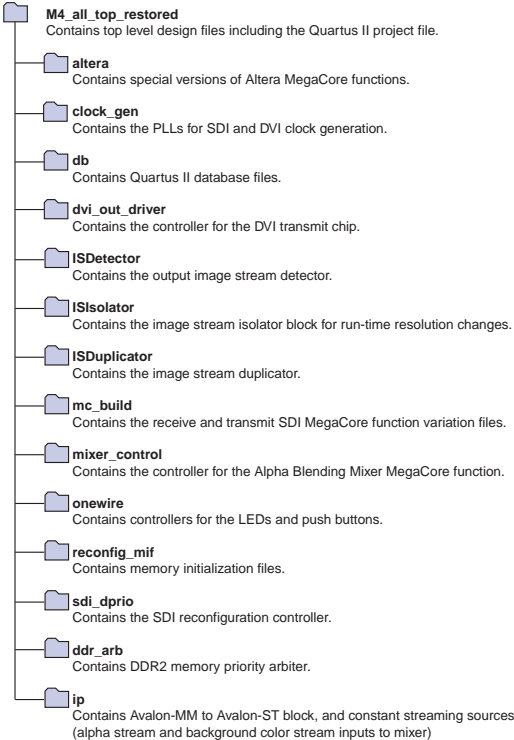 M4_all_top_restored
Contains top level design files including the Quartus II project file.
altera
Contains special versions of Altera MegaCore functions.
clock_gen
Contains the PLLs for SDI and DVI clock generation.
db
Contains Quartus II database files.
dvi_out_driver
Contains the controller for the DVI transmit chip.
ISDetector
Contains the output image stream detector.
ISIsolator
Contains the image stream isolator block for run-time resolution changes.
ISDuplicator
Contains the image stream duplicator.
mc_build
Contains the receive and transmit SDI MegaCore function variation files.
mixer_control
Contains the controller for the Alpha Blending Mixer MegaCore function.
onewire
Contains controllers for the LEDs and push buttons.
reconfig_mif
Contains memory initialization files.
sdi_dprio
Contains the SDI reconfiguration controller.
ddr_arb
Contains DDR2 memory priority arbiter.
ip
Contains Avalon-MM to Avalon-ST block, and constant streaming sources
(alpha stream and background color stream inputs to mixer)